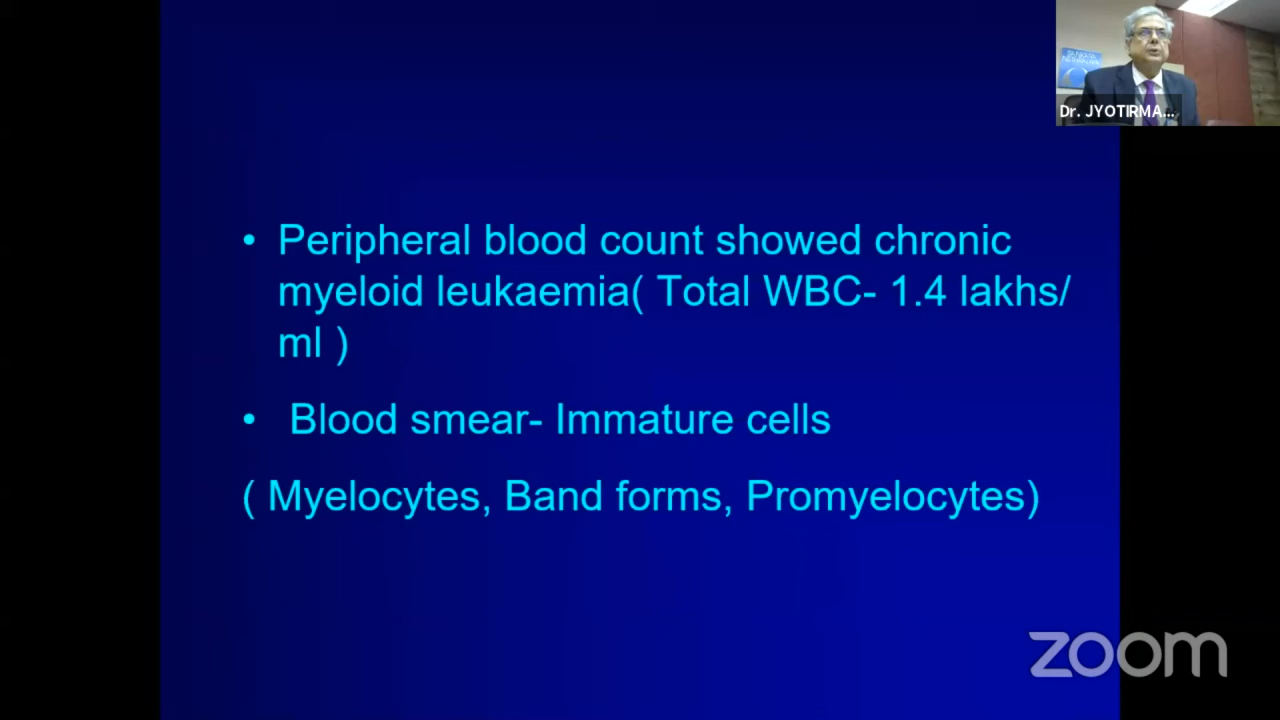 Dr. JYOTIRMA...
• Peripheral blood count showed chronic
myeloid leukaemia( Total WBC- 1.4 lakhs/
ml )
• Blood smear- Immature cells
( Myelocytes, Band forms, Promyelocytes)
zoom